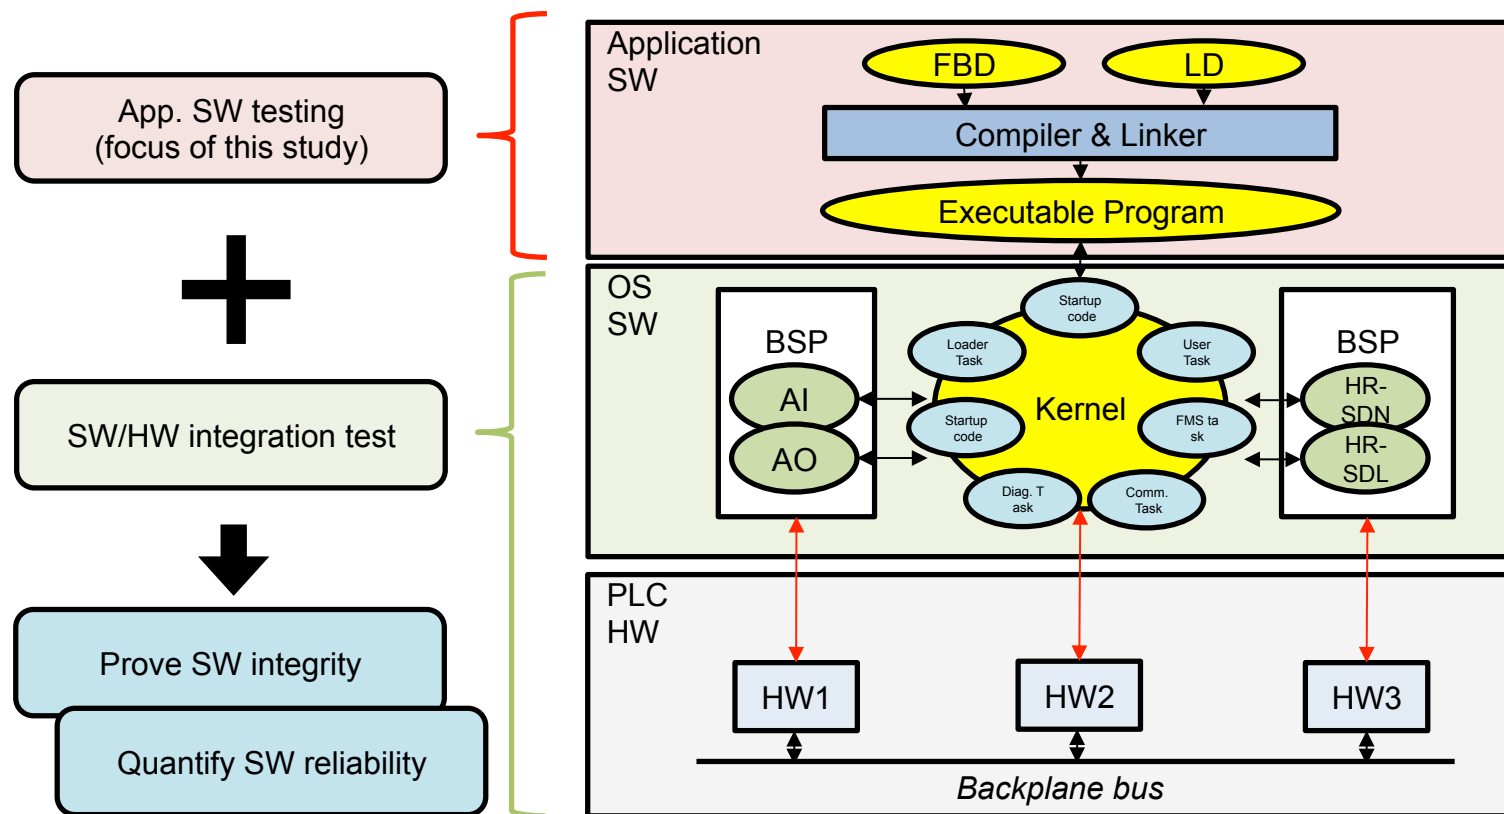 App. SW testing
(focus of this study)
SW/HW integration test
Prove SW integrity
Quantify SW reliability
Application
SW
FBD
LD
Compiler & Linker
Executable Program
OS
SW
BSP
AI
AO
Startup
code
Loader
Task
User
Task
Kernel
Startup
code
FMS ta
sk
Diag. T
ask
Comm.
Task
BSP
HR-
SDN
HR-
SDL
PLC
HW
HW1
HW2
HW3
Backplane bus